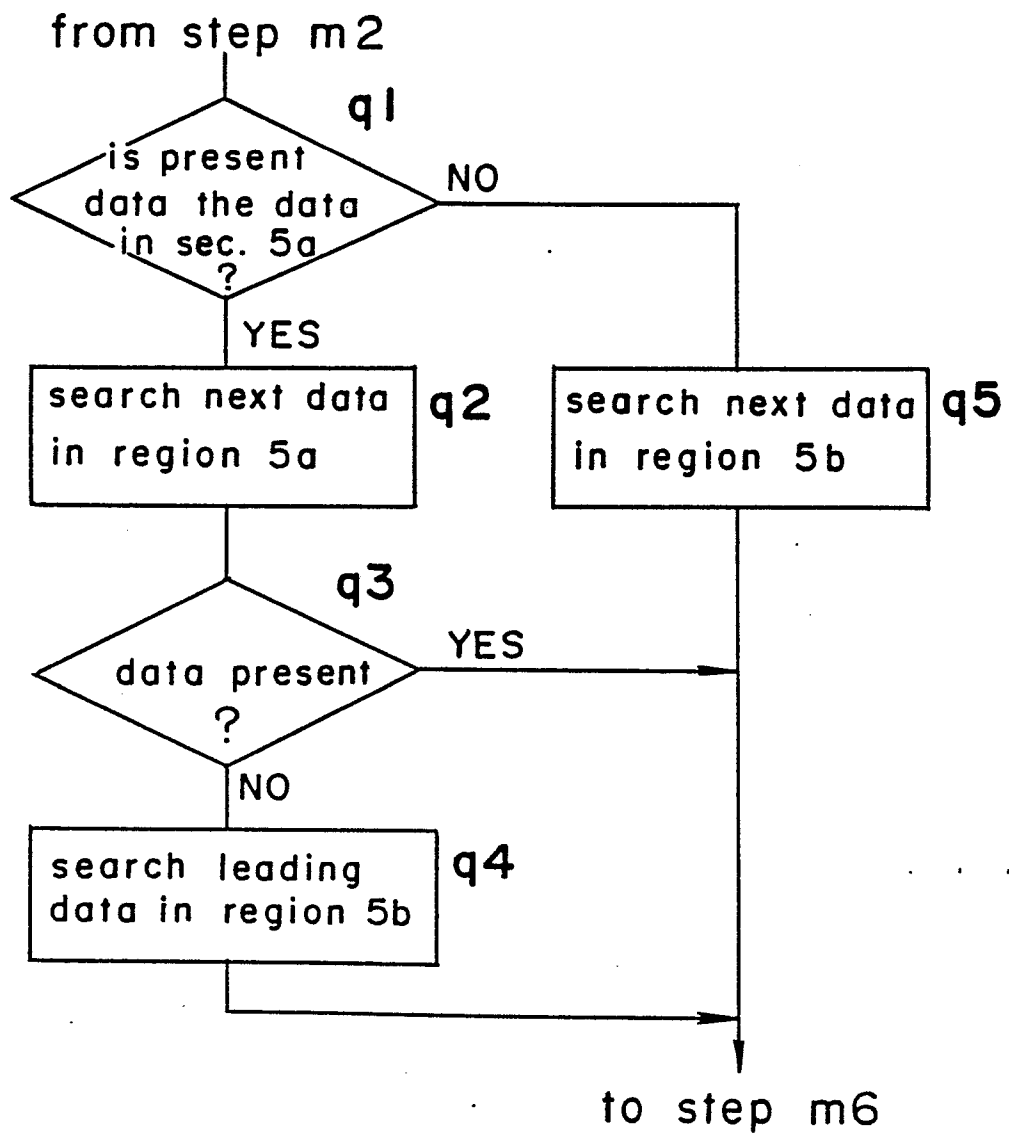 from step m2
q1
is present
data the data
in sec. 5a
?
NO
YES
search next data
in region 5a
q2
search next data
in region 5b
q5
q3
data present
?
YES
NO
search leading
data in region 5b
q4
to step m6